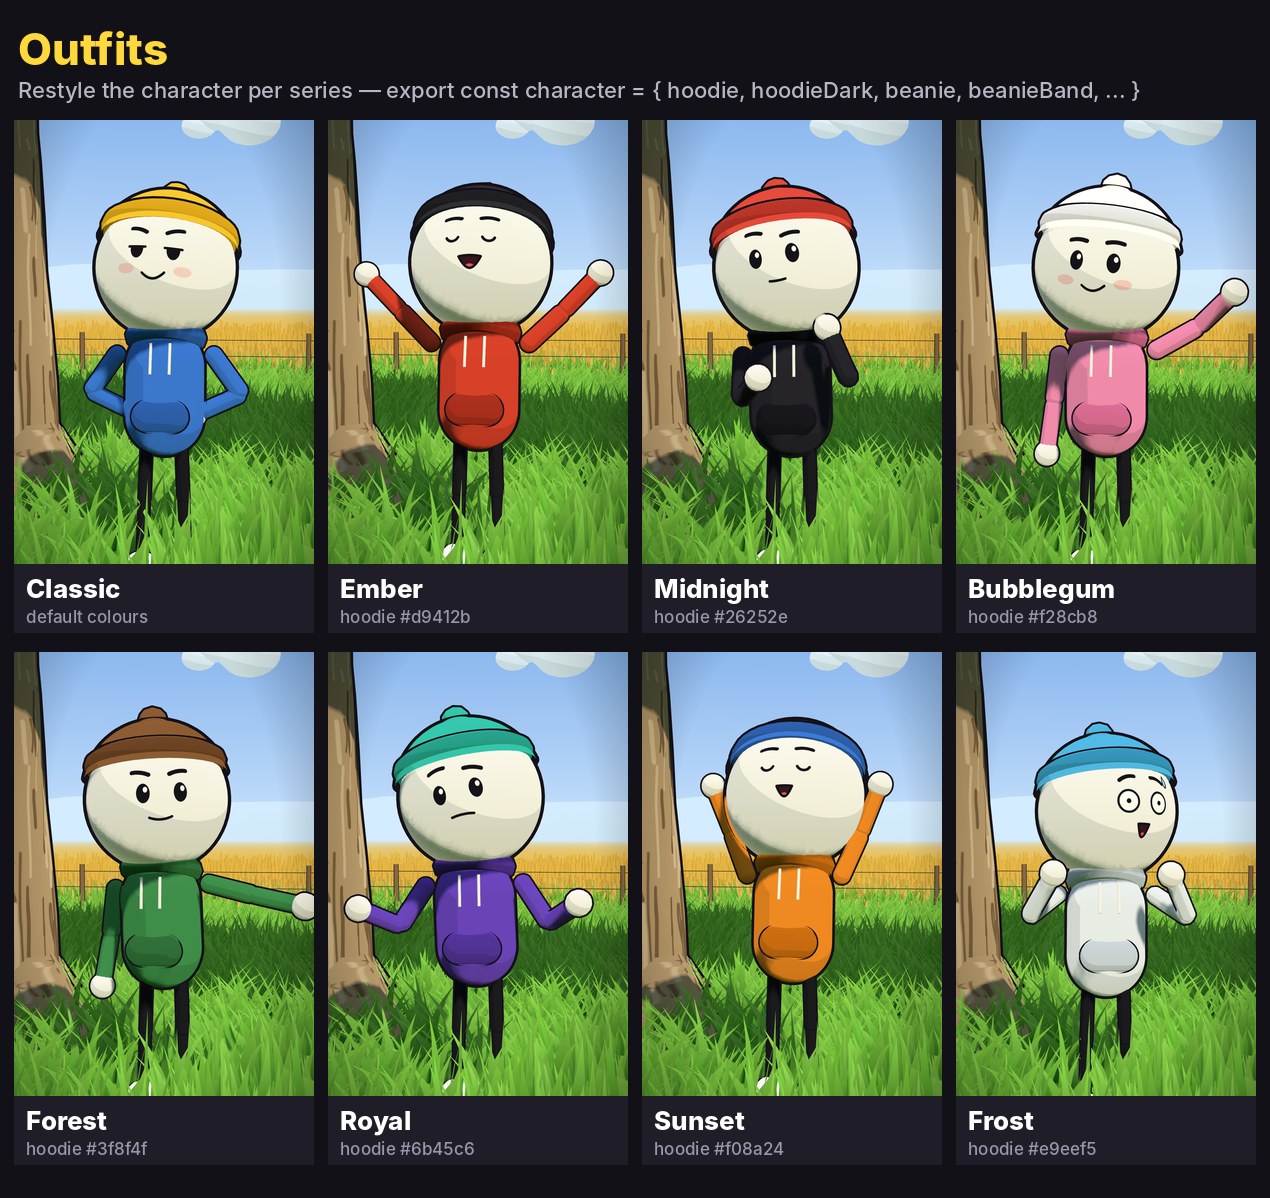 Outfits
Restyle the character per series — export const character = { hoodie, hoodieDark, beanie, beanieBand, … }
Classic
default colours
Ember
hoodie #d9412b
Midnight
hoodie #26252e
Bubblegum
hoodie #f28cb8
Forest
hoodie #3f8f4f
Royal
hoodie #6b45c6
Sunset
hoodie #f08a24
Frost
hoodie #e9eef5